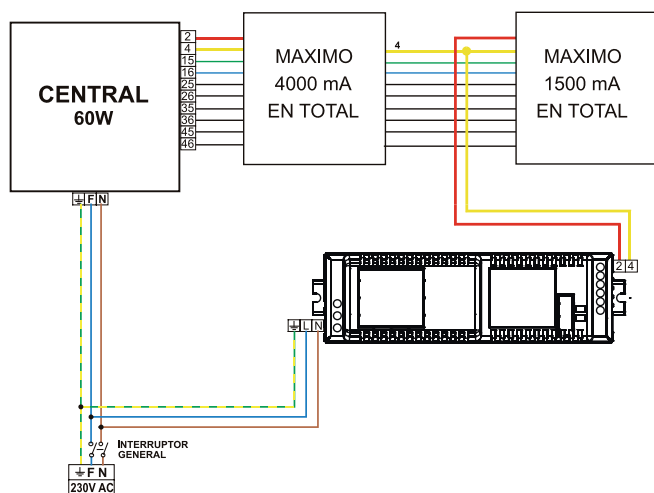 CENTRAL
60W
2
4
15
16
25
26
35
36
45
46
MAXIMO
4000 mA
EN TOTAL
4
MAXIMO
1500 mA
EN TOTAL
F N
2 4
L N
INTERRUPTOR
GENERAL
F N
230V AC